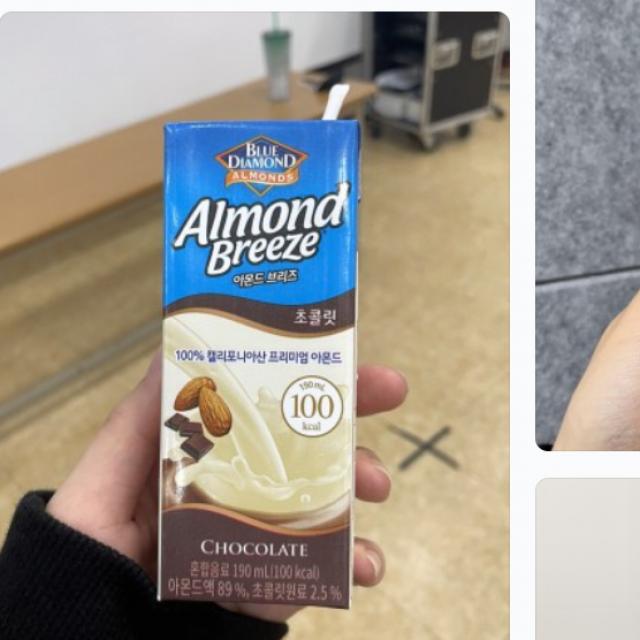 BLUE
DIAMOND
ALMONDS
Almond
Breeze
아몬드 브리즈
초콜릿
100% 캘리포니아산 프리미엄 아몬드
190 mL
100
kcal
CHOCOLATE
혼합음료 190 mL(100 kcal)
아몬드액 89 %, 초콜릿원료 2.5 %